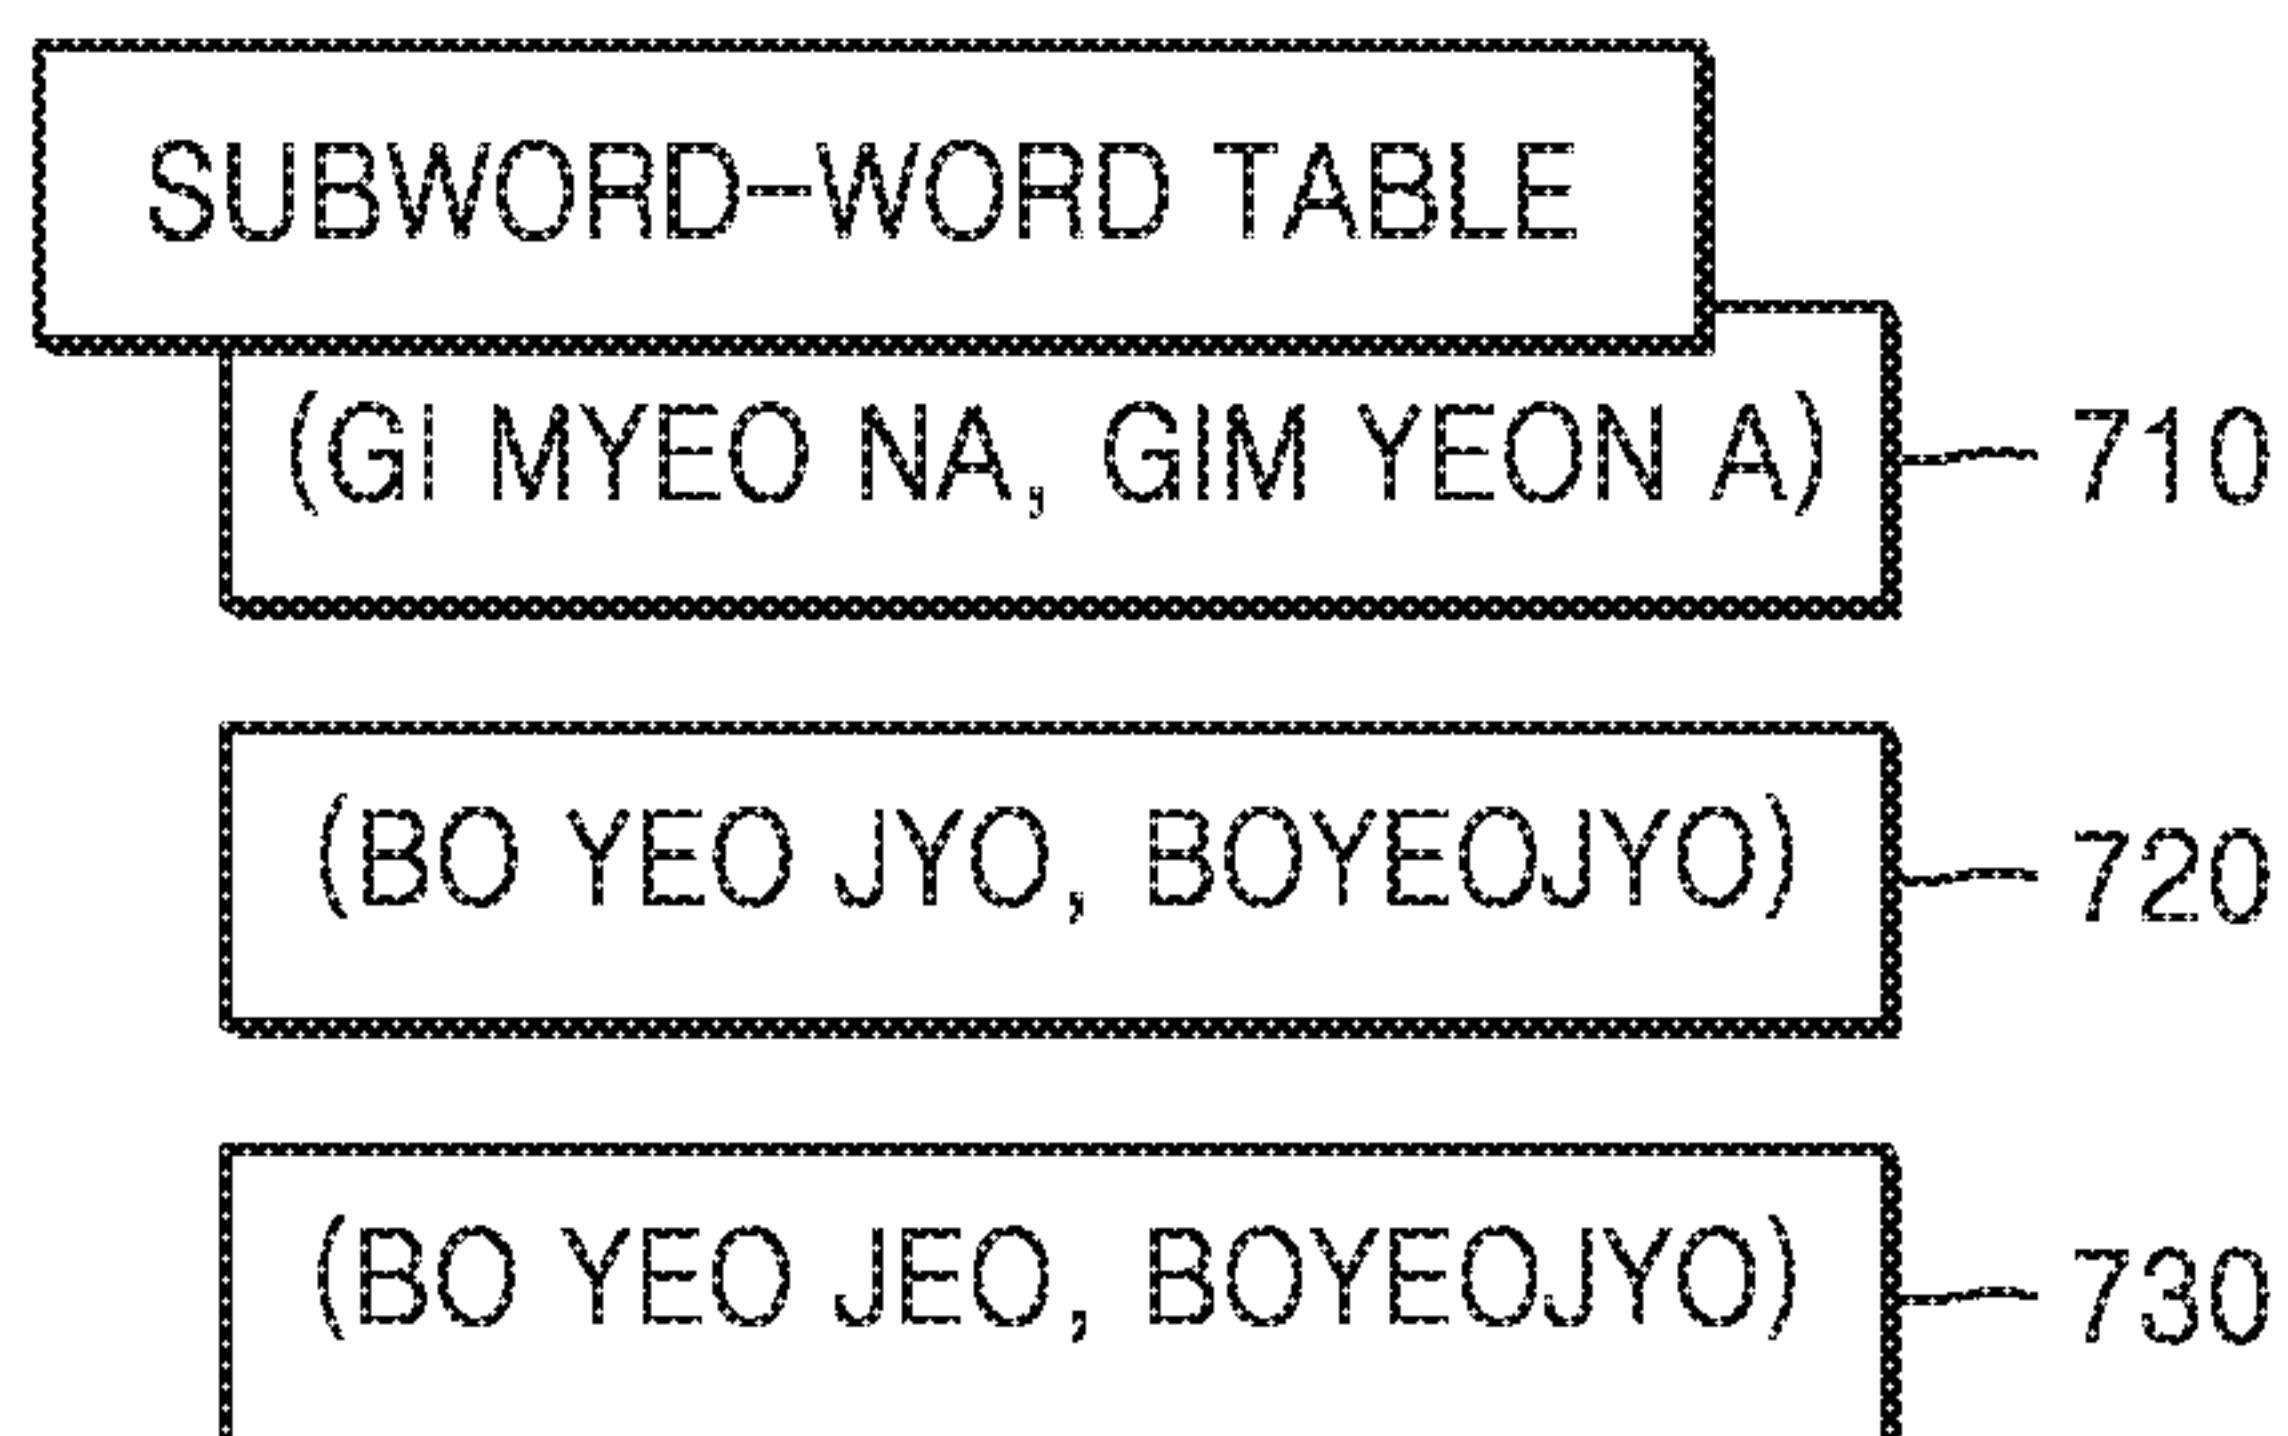 SUBWORD-WORD TABLE
(GI MYEO NA, GIM YEON A) 710
(BO YEO JYO, BOYEOJYO) 720
(BO YEO JEO, BOYEOJYO) 730